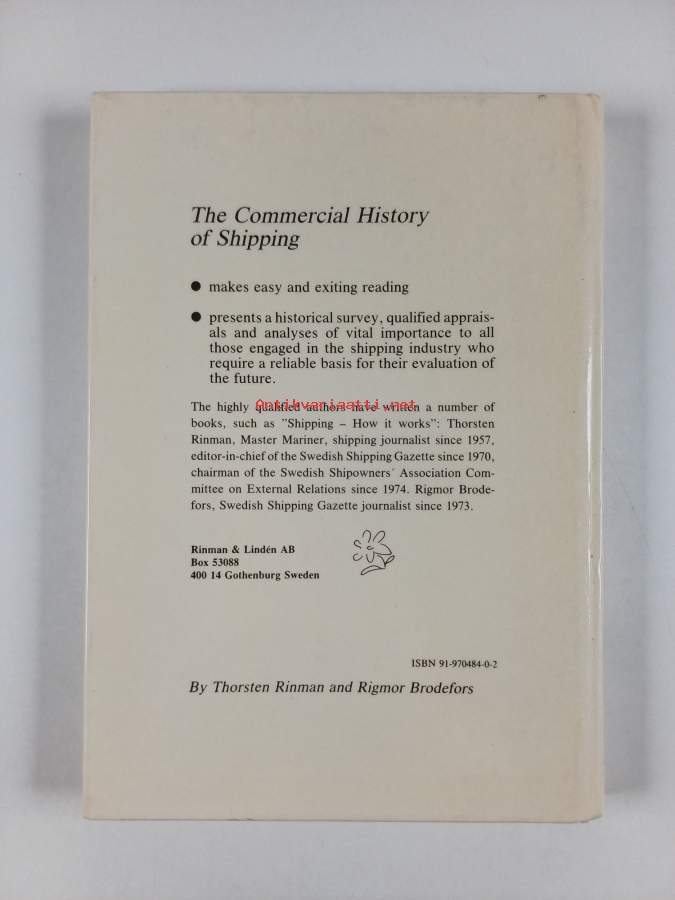 The Commercial History
of Shipping
● makes easy and exiting reading
● presents a historical survey, qualified apprais-
als and analyses of vital importance to all
those engaged in the shipping industry who
require a reliable basis for their evaluation of
the future.
Antikvariaatti.net
The highly qualified authors have written a number of
books, such as ”Shipping – How it works”: Thorsten
Rinman, Master Mariner, shipping journalist since 1957,
editor-in-chief of the Swedish Shipping Gazette since 1970,
chairman of the Swedish Shipowners' Association Com-
mittee on External Relations since 1974. Rigmor Brode-
fors, Swedish Shipping Gazette journalist since 1973.
Rinman & Lindén AB
Box 53088
400 14 Gothenburg Sweden
ISBN 91-970484-0-2
By Thorsten Rinman and Rigmor Brodefors